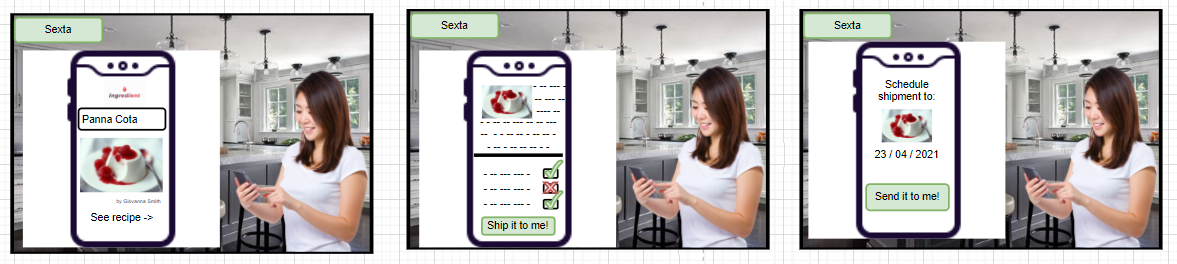 Sexta
ingredient
Panna Cota
by Giovanna Smith
See recipe ->
Sexta
Ship it to me!
Sexta
Schedule
shipment to:
23 / 04 / 2021
Send it to me!